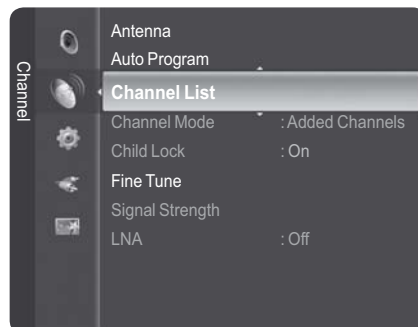 Channel
Antenna
Auto Program
Channel List
Channel Mode : Added Channels
Child Lock : On
Fine Tune
Signal Strength
LNA : Off